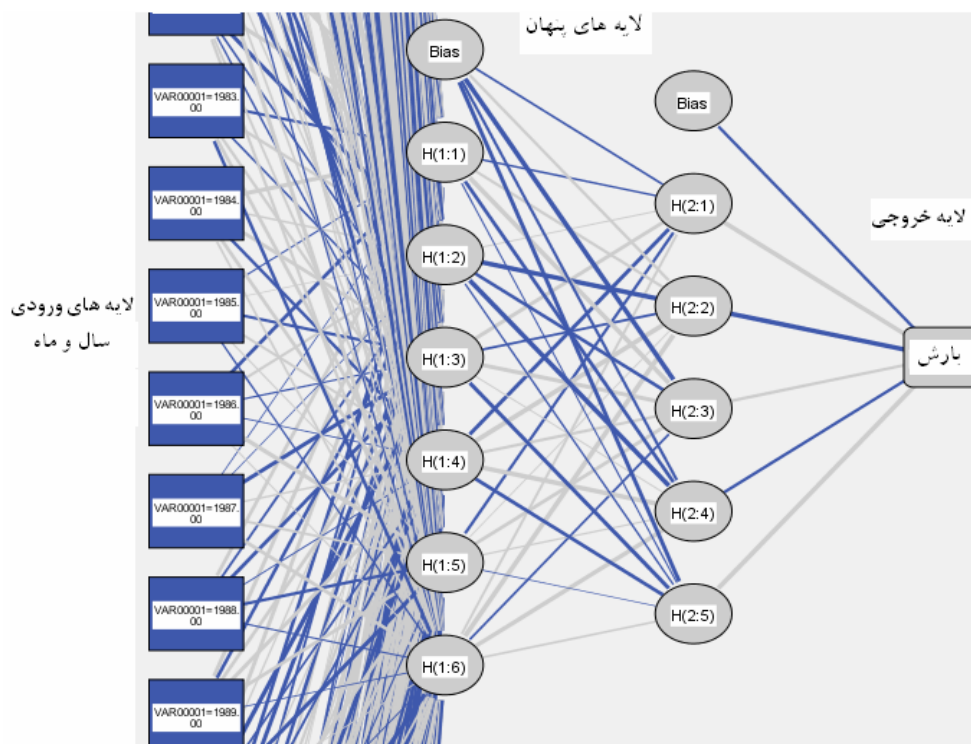 لایه های پنهان
لایه خروجی
لایه های ورودی
سال و ماه
VAR00001=1983.
00
VAR00001=1984.
00
VAR00001=1985.
00
VAR00001=1986.
00
VAR00001=1987.
00
VAR00001=1988.
00
VAR00001=1989.
00
Bias
H(1:1)
H(1:2)
H(1:3)
H(1:4)
H(1:5)
H(1:6)
Bias
H(2:1)
H(2:2)
H(2:3)
H(2:4)
H(2:5)
بارش